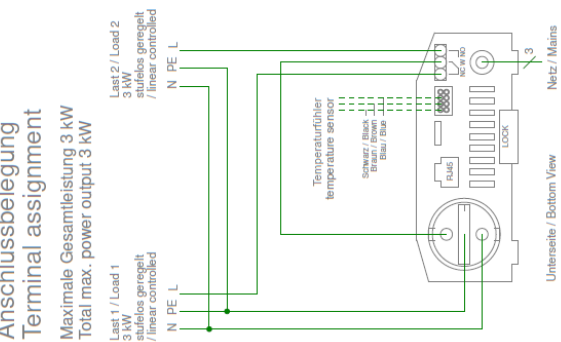 Anschlussbelegung
Terminal assignment
Maximale Gesamtleistung 3 kW
Total max. power output 3 kW
Last 1 / Load 1
3 kW
stufelos geregelt
/ linear controlled
N PE L
Last 2 / Load 2
3 kW
stufelos geregelt
/ linear controlled
N PE L
Temperaturfühler
temperature sensor
Schwarz / Black
Braun / Brown
Blau / Blue
NC W NO
RJ45
LOCK
3
Netz / Mains
Unterseite / Bottom View